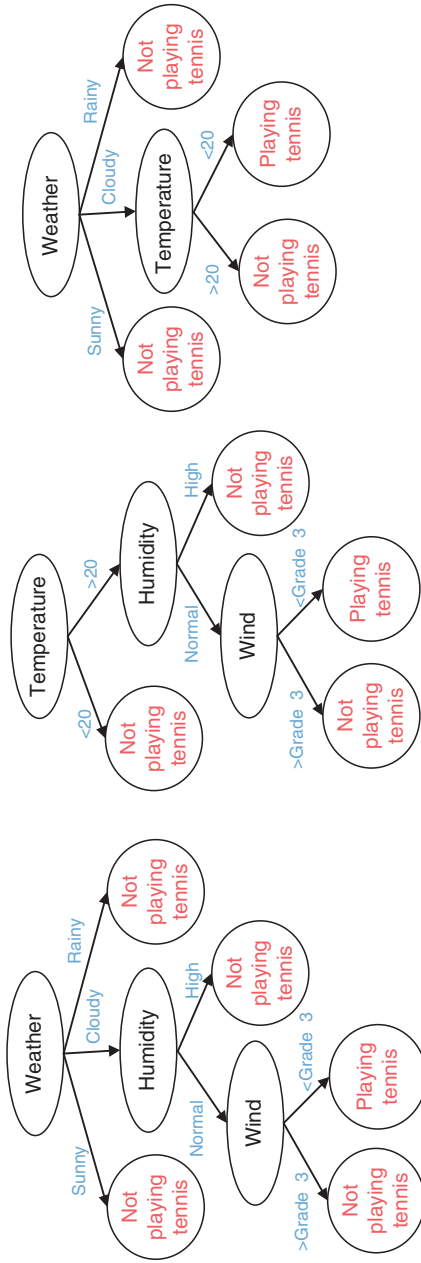 Weather
Sunny
Cloudy
Rainy
Not
playing
tennis
Humidity
Not
playing
tennis
Normal
High
Wind
Not
playing
tennis
>Grade 3
<Grade 3
Not
playing
tennis
Playing
tennis
Temperature
<20
>20
Not
playing
tennis
Humidity
Normal
High
Wind
Not
playing
tennis
>Grade 3
<Grade 3
Not
playing
tennis
Playing
tennis
Weather
Sunny
Cloudy
Rainy
Not
playing
tennis
Temperature
Not
playing
tennis
>20
<20
Not
playing
tennis
Playing
tennis